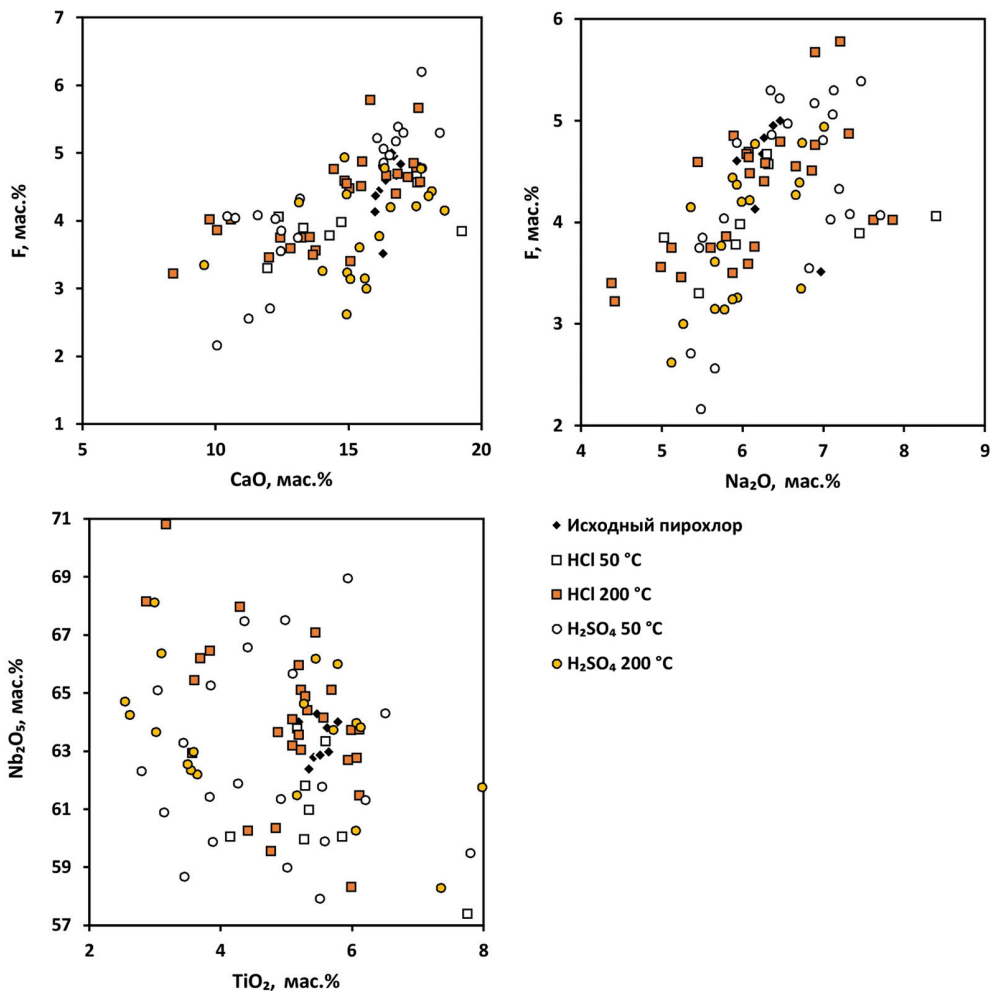 7
6
5
4
3
2
1
5 10 15 20
F, мас.%
CaO, мас.%
6
5
4
3
2
4 5 6 7 8 9
F, мас.%
Na₂O, мас.%
71
69
67
65
63
61
59
57
2 4 6 8
Nb₂O₅, мас.%
TiO₂, мас.%
Исходный пирохлор
HCl 50 °C
HCl 200 °C
H₂SO₄ 50 °C
H₂SO₄ 200 °C